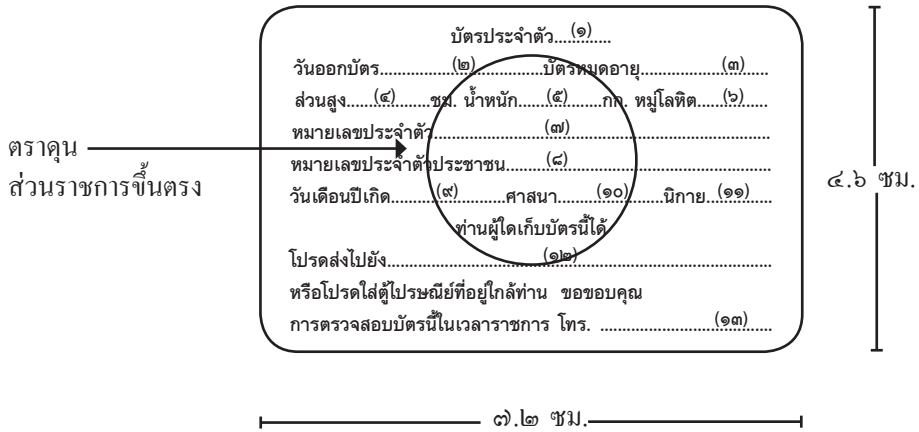 บัตรประจำตัว....(๑)......
วันออกบัตร................(๒)...............บัตรหมดอายุ.................(๓).....
ส่วนสูง......(๔).......ซม. น้ำหนัก......(๕).......กก. หมู่โลหิต......(๖).....
หมายเลขประจำตัว......................(๗)..........................................
หมายเลขประจำตัวประชาชน........(๘)..........................................
วันเดือนปีเกิด.........(๙)..........ศาสนา...........(๑๐)........นิกาย...(๑๑)....
ท่านผู้ใดเก็บบัตรนี้ได้
โปรดส่งไปยัง.............................(๑๒)..........................................
หรือโปรดใส่ตู้ไปรษณีย์ที่อยู่ใกล้ท่าน ขอขอบคุณ
การตรวจสอบบัตรนี้ในเวลาราชการ โทร. .......................(๑๓).......
ตราดุน
ส่วนราชการขึ้นตรง
๔.๖ ซม.
๗.๒ ซม.